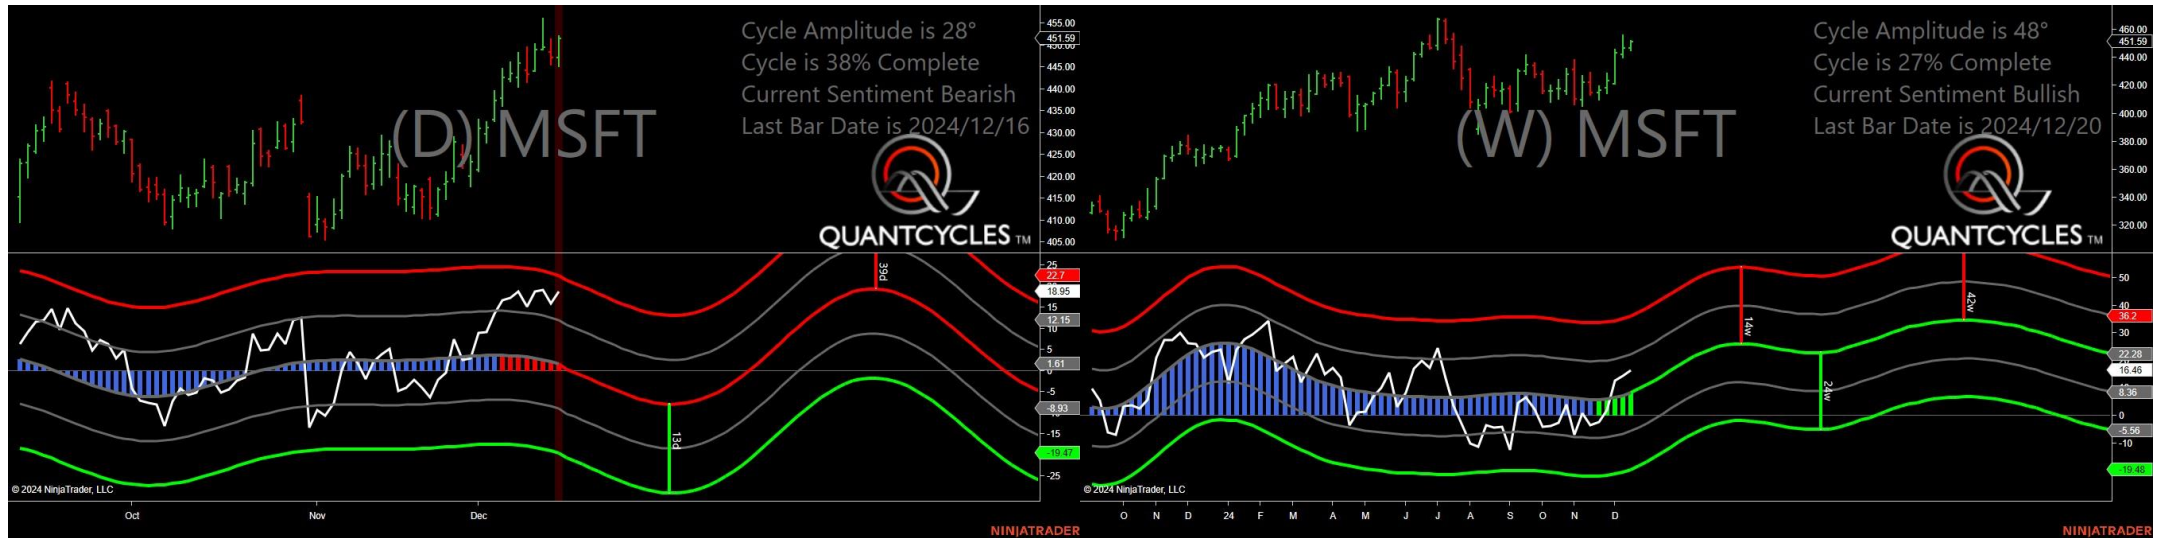 Cycle Amplitude is 28°
Cycle is 38% Complete
Current Sentiment Bearish
Last Bar Date is 2024/12/16
(D) MSFT
QUANTCYCLES TM
455.00
451.59
450.00
445.00
440.00
435.00
430.00
425.00
420.00
415.00
410.00
405.00
25
22.7
18.95
15
12.15
10
5
1.61
0
-5
-8.93
-15
-19.47
-25
39d
13d
© 2024 NinjaTrader, LLC
Oct Nov Dec
NINJATRADER
Cycle Amplitude is 48°
Cycle is 27% Complete
Current Sentiment Bullish
Last Bar Date is 2024/12/20
(W) MSFT
QUANTCYCLES TM
460.00
451.59
440.00
420.00
400.00
380.00
360.00
340.00
320.00
50
40
36.2
30
22.28
16.46
8.36
0
-5.56
-10
-19.48
14w
24w
42w
© 2024 NinjaTrader, LLC
O N D 24 F M A M J J A S O N D
NINJATRADER